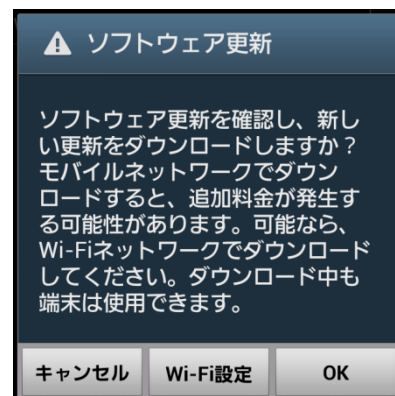 ソフトウェア更新
ソフトウェア更新を確認し、新し
い更新をダウンロードしますか？
モバイルネットワークでダウン
ロードすると、追加料金が発生す
る可能性があります。可能なら、
Wi-Fiネットワークでダウンロード
してください。ダウンロード中も
端末は使用できます。
キャンセル Wi-Fi設定 OK